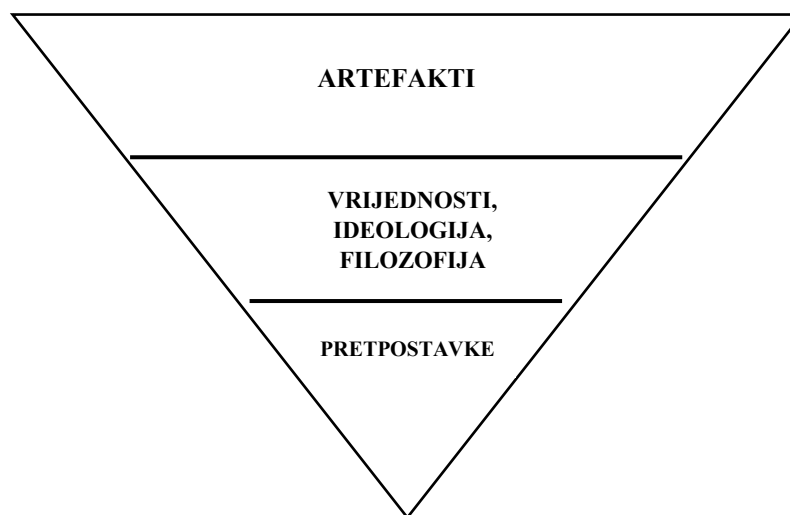 ARTEFAKTI
VRIJEDNOSTI,
IDEOLOGIJA,
FILOZOFIJA
PRETPOSTAVKE